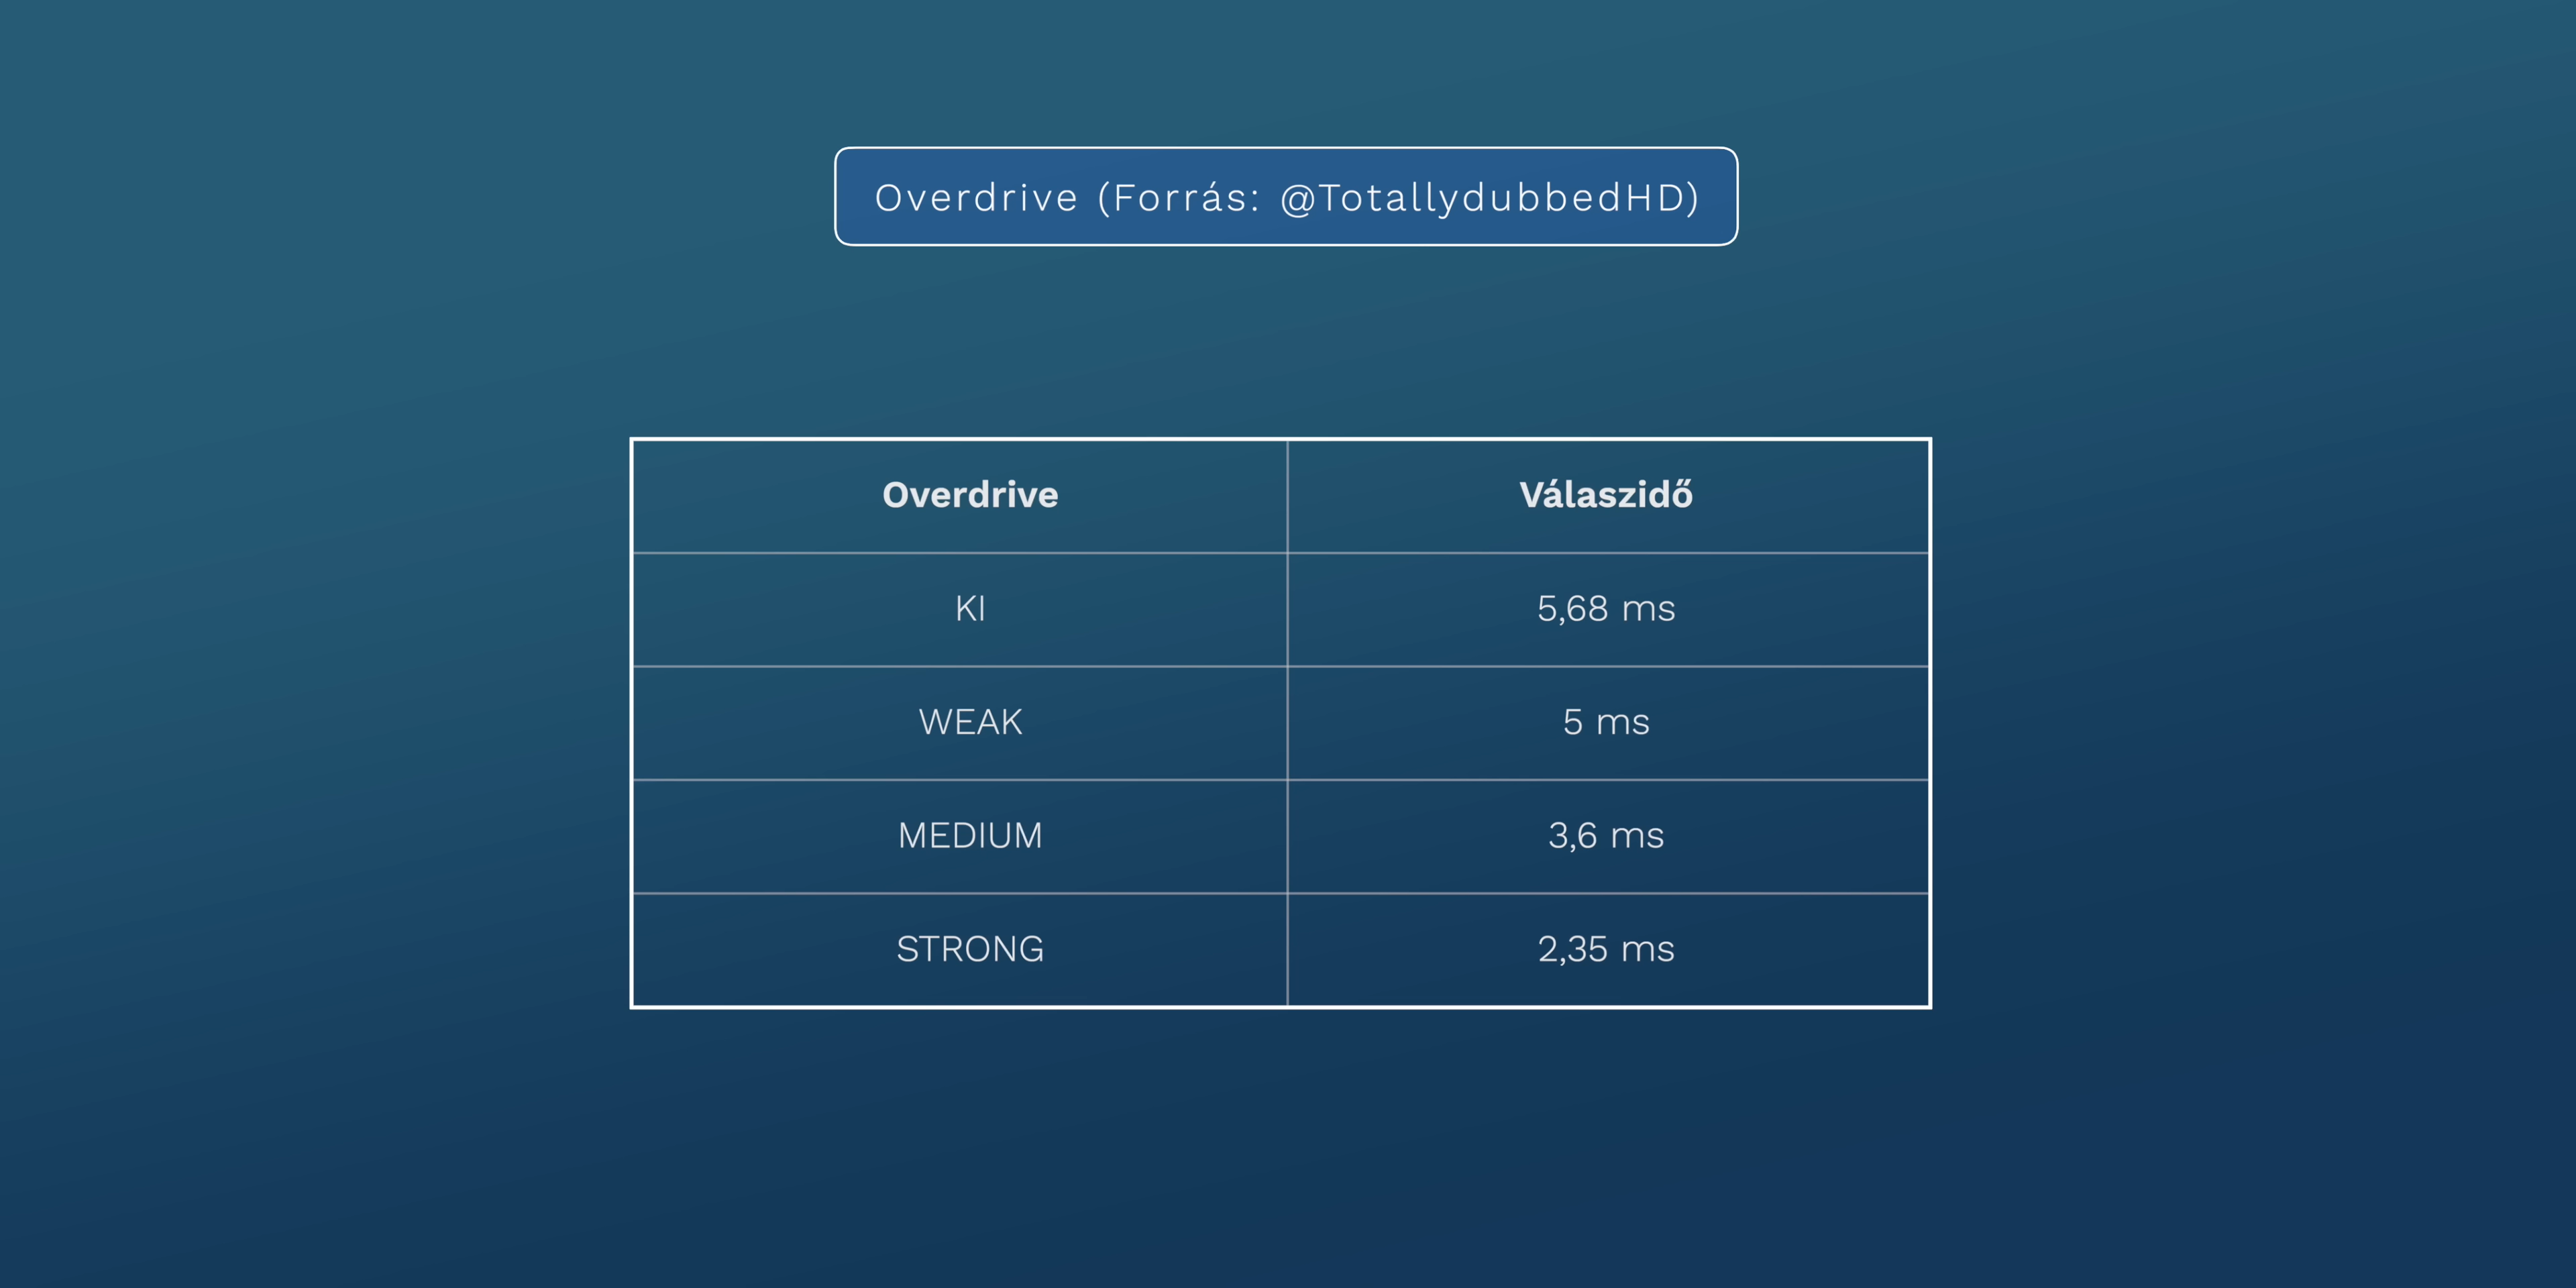 Overdrive (Forrás: @TotallydubbedHD)
Overdrive Válaszidő
KI 5,68 ms
WEAK 5 ms
MEDIUM 3,6 ms
STRONG 2,35 ms